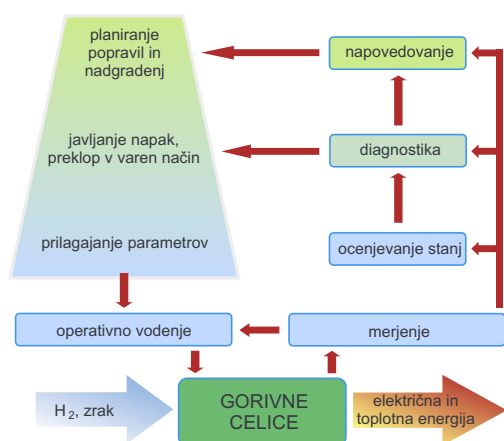 planiranje
popravil in
nadgradenj
napovedovanje
javljanje napak,
preklop v varen način
diagnostika
prilagajanje parametrov
ocenjevanje stanj
operativno vodenje
merjenje
H2, zrak
GORIVNE
CELICE
električna in
toplotna energija